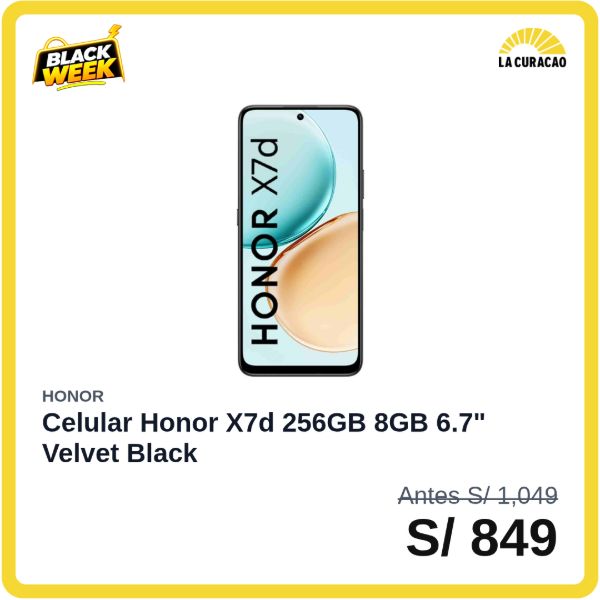 BLACK
WEEK
LA CURACAO
HONOR X7d
HONOR
Celular Honor X7d 256GB 8GB 6.7"
Velvet Black
Antes S/ 1,049
S/ 849